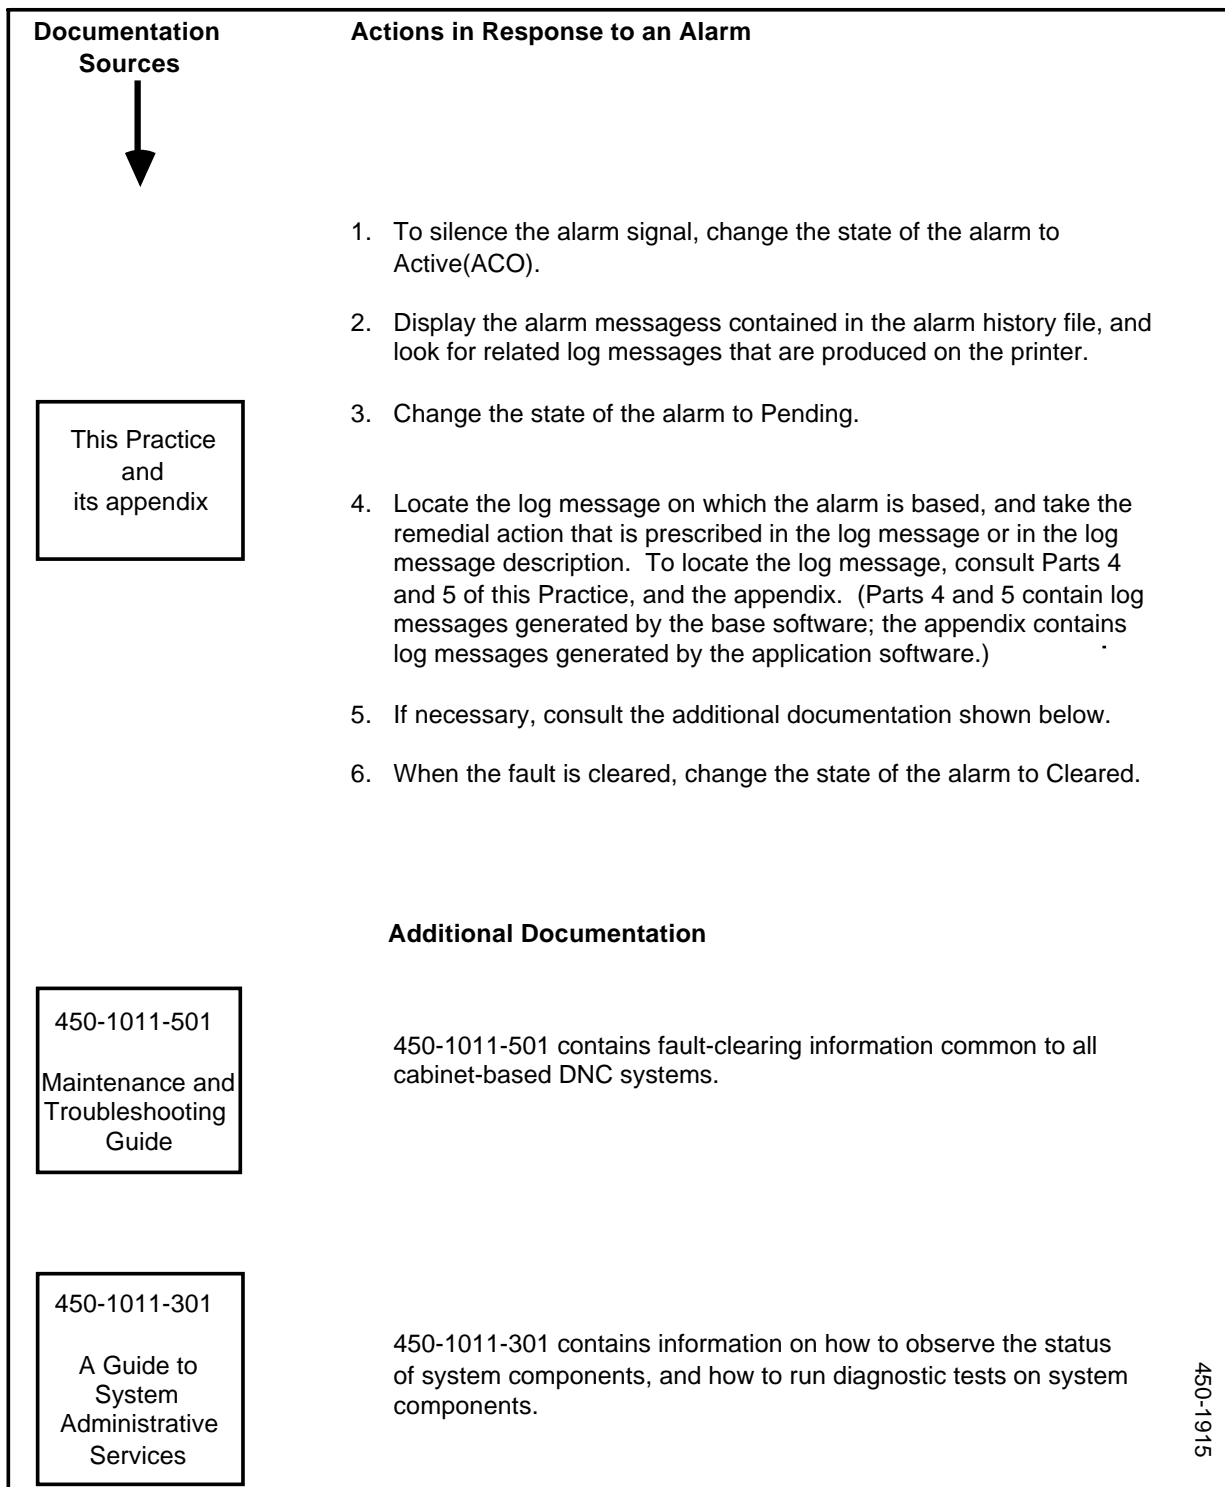 Documentation
Sources
Actions in Response to an Alarm
1. To silence the alarm signal, change the state of the alarm to
Active(ACO).
2. Display the alarm messagess contained in the alarm history file, and
look for related log messages that are produced on the printer.
This Practice
and
its appendix
3. Change the state of the alarm to Pending.
4. Locate the log message on which the alarm is based, and take the
remedial action that is prescribed in the log message or in the log
message description. To locate the log message, consult Parts 4
and 5 of this Practice, and the appendix. (Parts 4 and 5 contain log
messages generated by the base software; the appendix contains
log messages generated by the application software.)
5. If necessary, consult the additional documentation shown below.
6. When the fault is cleared, change the state of the alarm to Cleared.
Additional Documentation
450-1011-501
Maintenance and
Troubleshooting
Guide
450-1011-501 contains fault-clearing information common to all
cabinet-based DNC systems.
450-1011-301
A Guide to
System
Administrative
Services
450-1011-301 contains information on how to observe the status
of system components, and how to run diagnostic tests on system
components.
450-1915